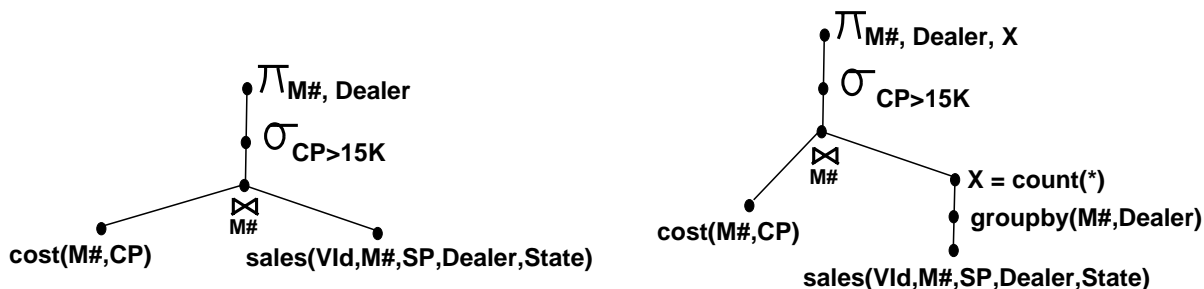 π M#, Dealer
σ CP>15K
⋈
M#
cost(M#,CP)
sales(VId,M#,SP,Dealer,State)
π M#, Dealer, X
σ CP>15K
⋈
M#
X = count(*)
groupby(M#,Dealer)
cost(M#,CP)
sales(VId,M#,SP,Dealer,State)